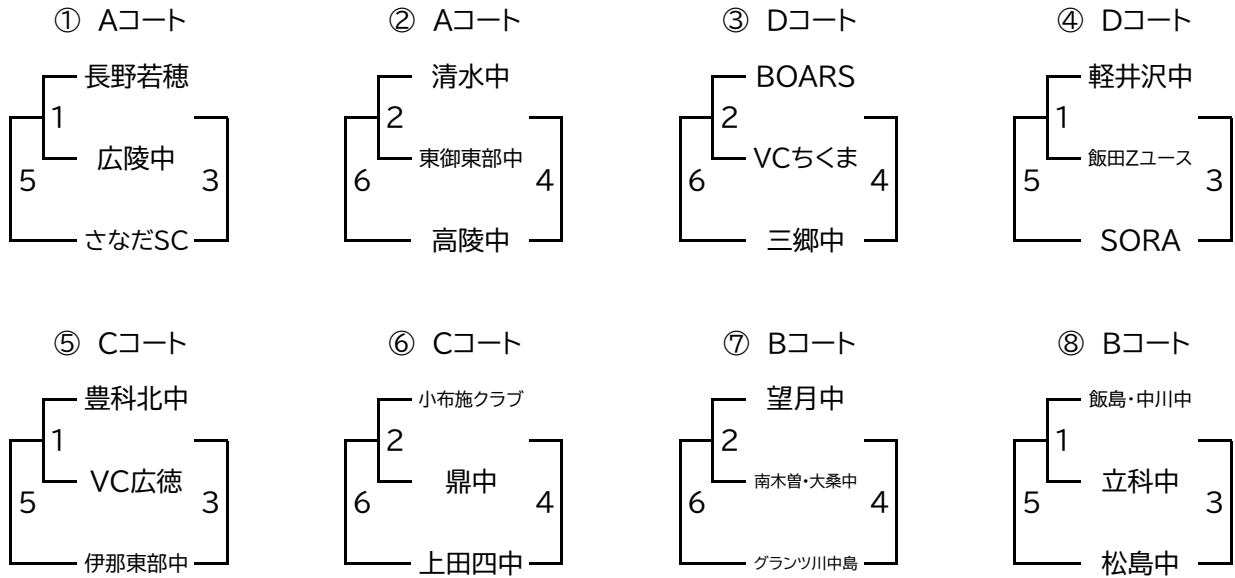 ① Aコート
② Aコート
③ Dコート
④ Dコート
長野若穂
清水中
BOARS
軽井沢中
1
2
2
1
広陵中
東御東部中
VCちくま
飯田Zユース
5
3
6
4
6
4
5
3
さなだSC
高陵中
三郷中
SORA
⑤ Cコート
⑥ Cコート
⑦ Bコート
⑧ Bコート
豊科北中
小布施クラブ
望月中
飯島・中川中
1
2
2
1
VC広徳
鼎中
南木曽・大桑中
立科中
5
3
6
4
6
4
5
3
伊那東部中
上田四中
グランツ川中島
松島中